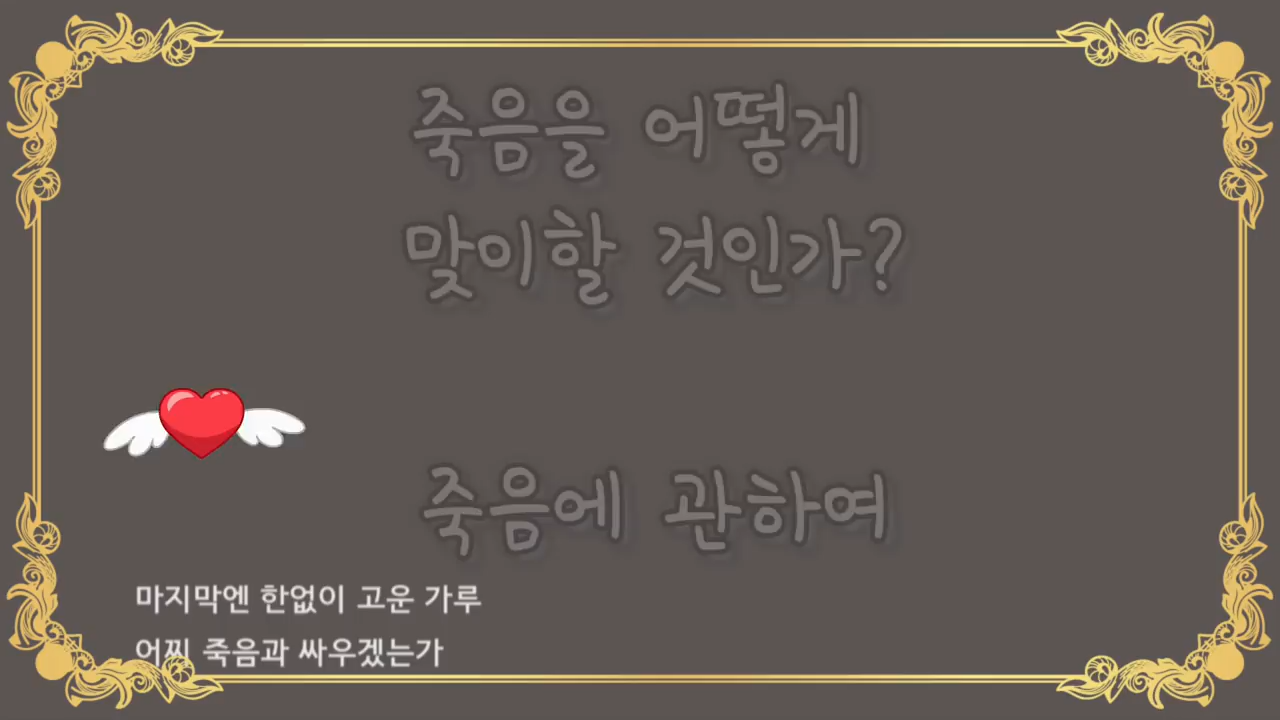 죽음을 어떻게
맞이할 것인가?
죽음에 관하여
마지막엔 한없이 고운 가루
어찌 죽음과 싸우겠는가